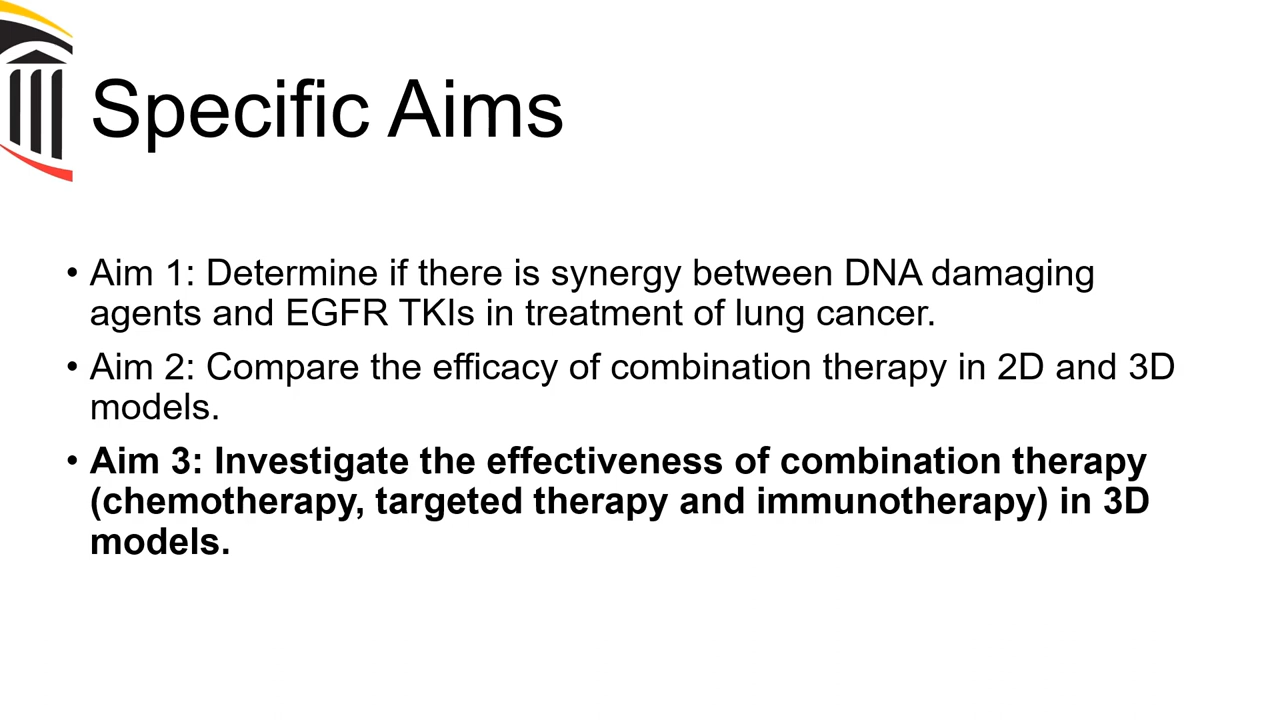 Specific Aims
• Aim 1: Determine if there is synergy between DNA damaging
agents and EGFR TKIs in treatment of lung cancer.
• Aim 2: Compare the efficacy of combination therapy in 2D and 3D
models.
• Aim 3: Investigate the effectiveness of combination therapy
(chemotherapy, targeted therapy and immunotherapy) in 3D
models.